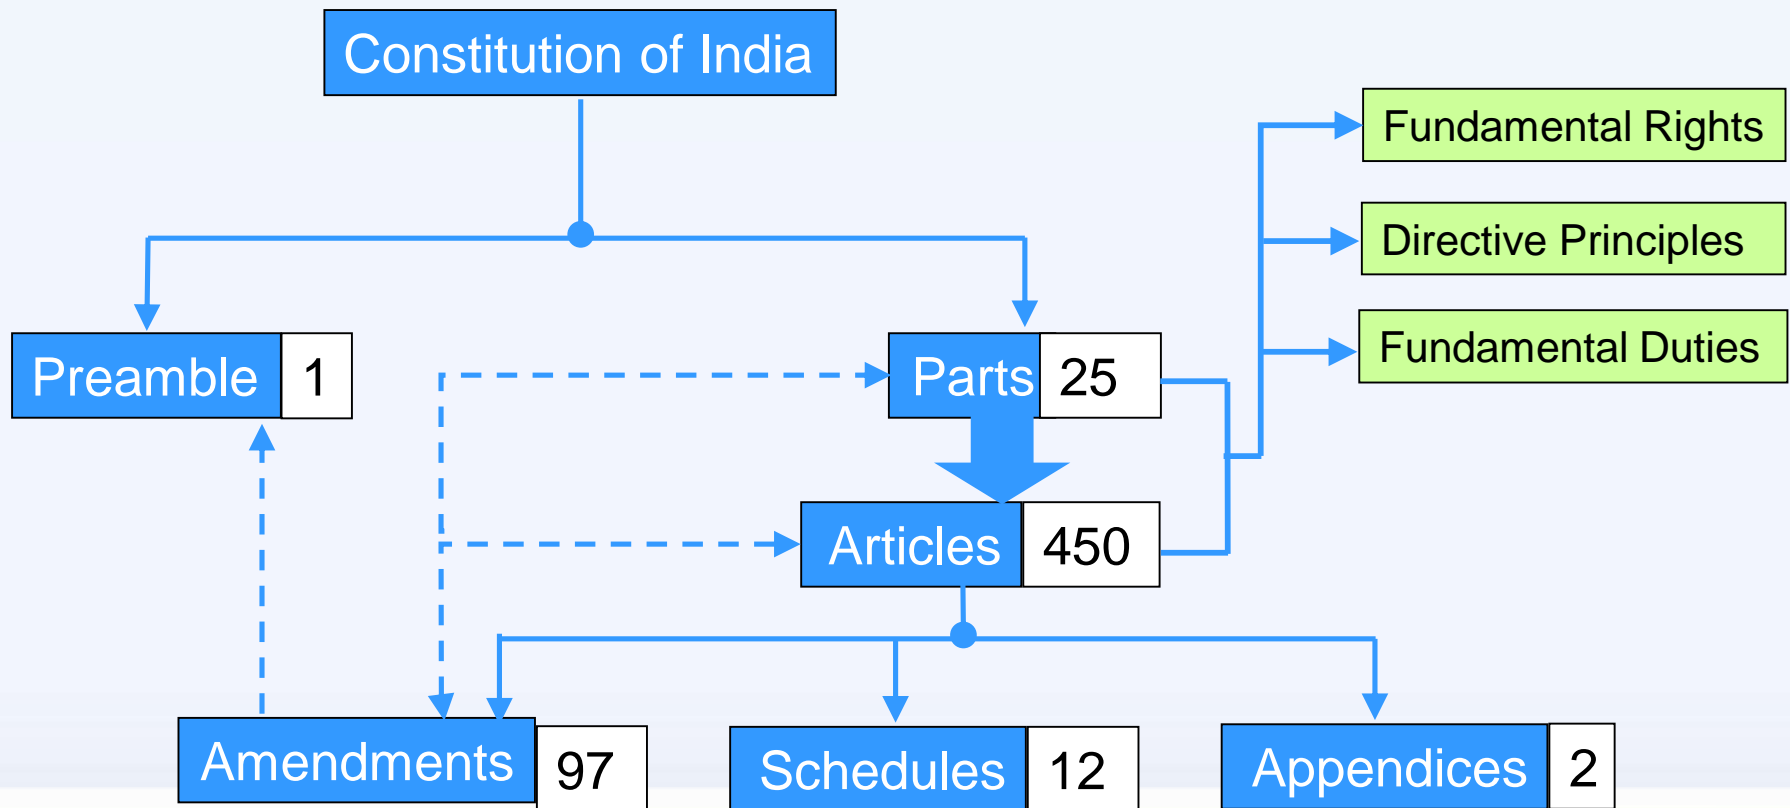 Constitution of India
Fundamental Rights
Directive Principles
Fundamental Duties
Preamble 1
Parts 25
Articles 450
Amendments 97
Schedules 12
Appendices 2